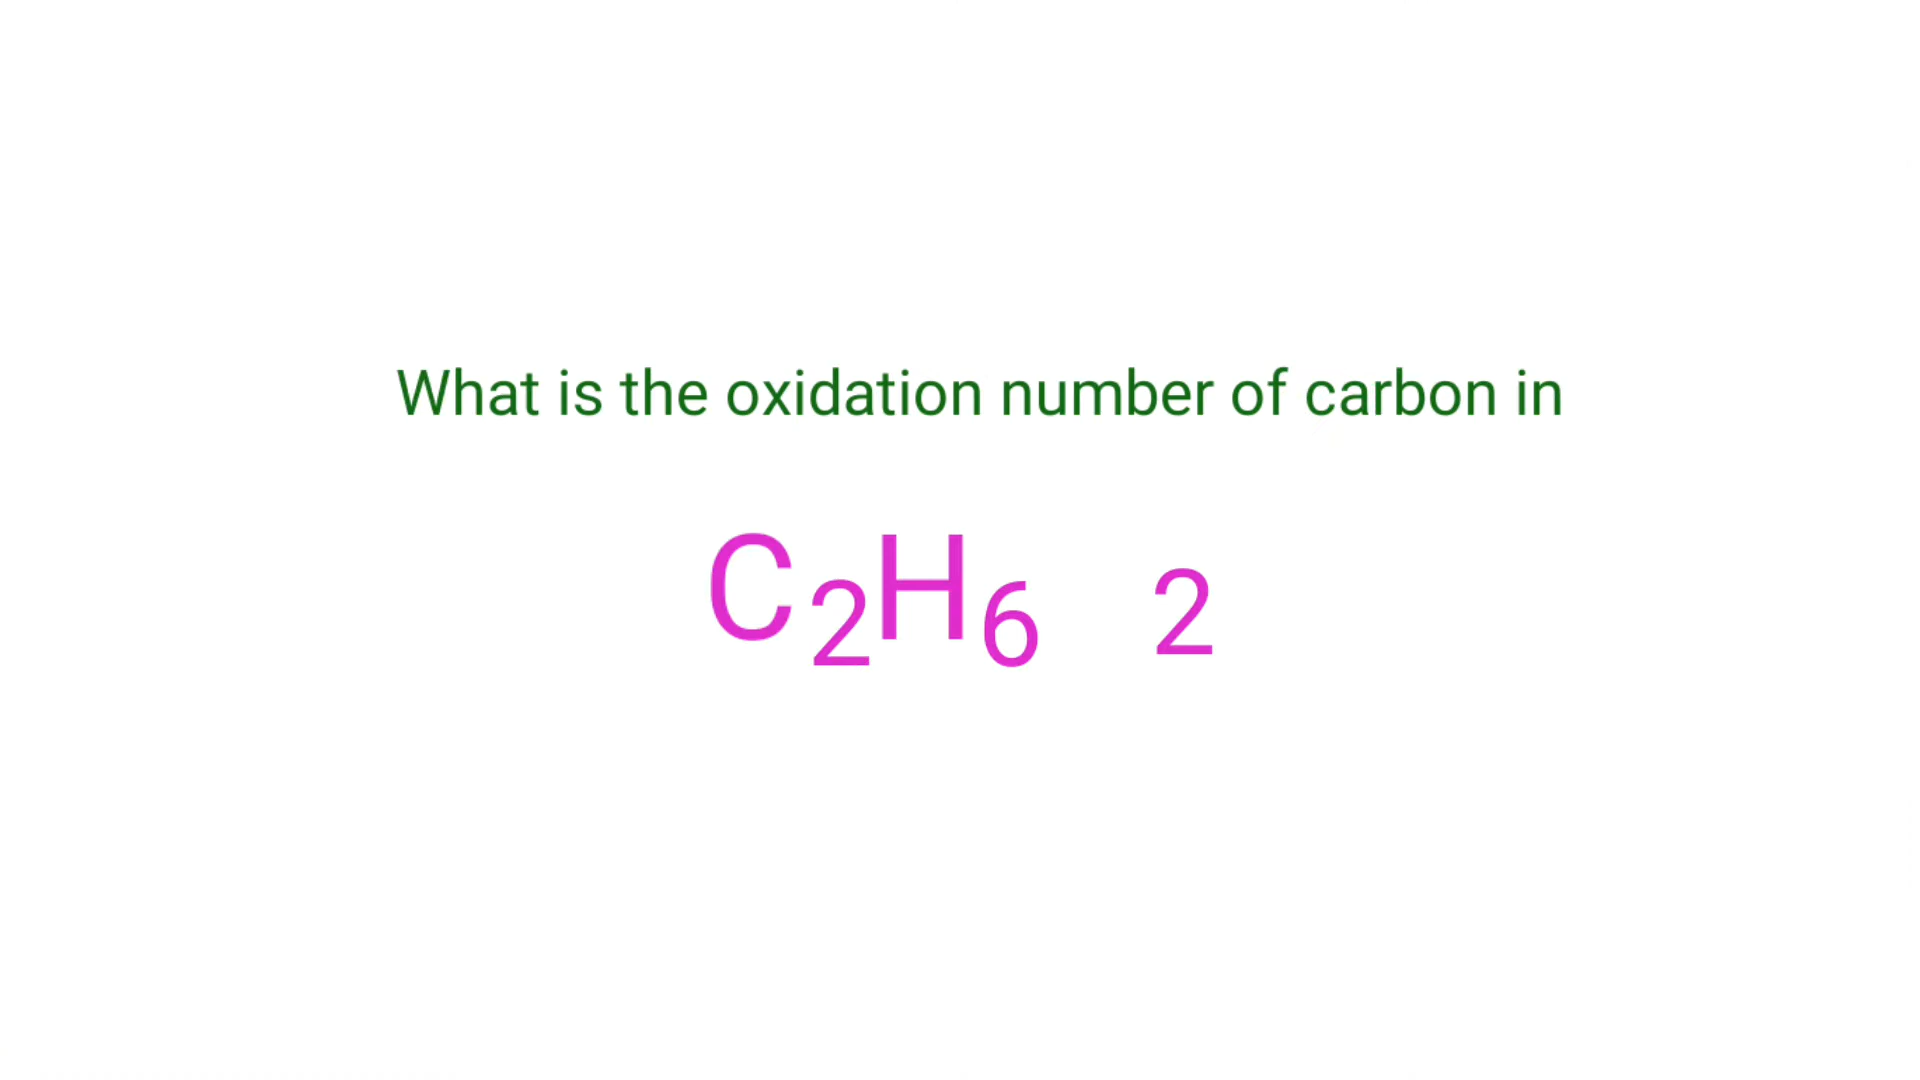 What is the oxidation number of carbon in
C₂H₆ 2